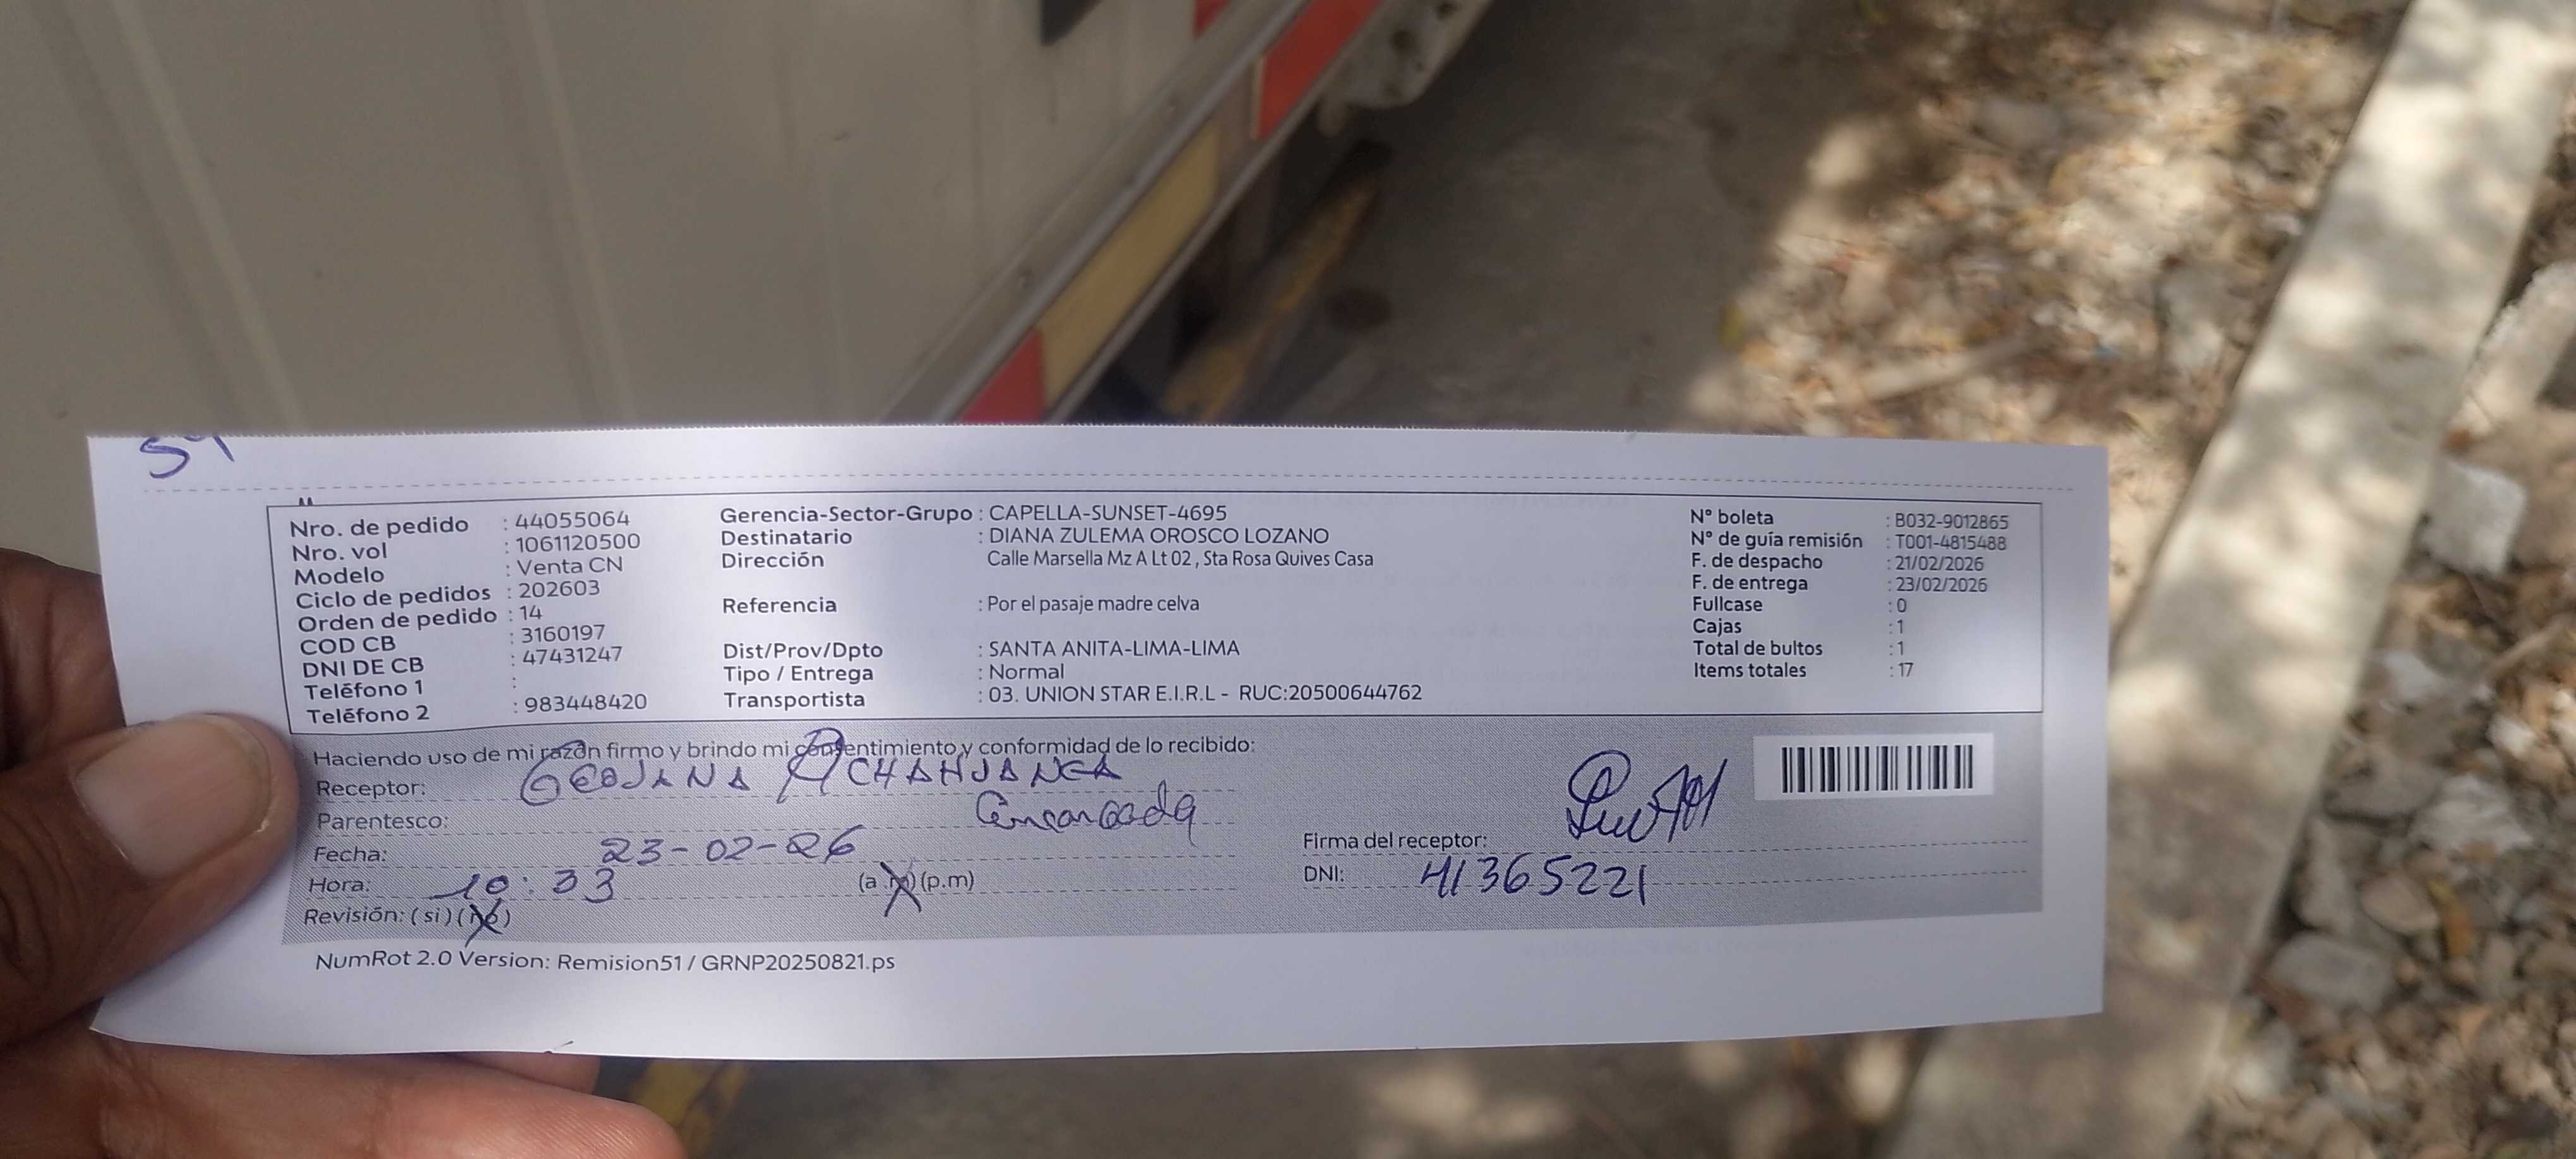 54
Nro. de pedido : 44055064
Nro. vol : 1061120500
Modelo : Venta CN
Ciclo de pedidos : 202603
Orden de pedido : 14
COD CB : 3160197
DNI DE CB : 47431247
Teléfono 1 :
Teléfono 2 : 983448420
Gerencia-Sector-Grupo : CAPELLA-SUNSET-4695
Destinatario : DIANA ZULEMA OROSCO LOZANO
Dirección Calle Marsella Mz A Lt 02 , Sta Rosa Quives Casa
Referencia : Por el pasaje madre celva
Dist/Prov/Dpto : SANTA ANITA-LIMA-LIMA
Tipo / Entrega : Normal
Transportista : 03. UNION STAR E.I.R.L - RUC:20500644762
N° boleta : B032-9012865
N° de guía remisión : T001-4815488
F. de despacho : 21/02/2026
F. de entrega : 23/02/2026
Fullcase : 0
Cajas : 1
Total de bultos : 1
Items totales : 17
Haciendo uso de mi razón firmo y brindo mi consentimiento y conformidad de lo recibido:
Receptor:
Parentesco:
Fecha: 23-02-26
Hora: 10:33 (a.m)(p.m)
Revisión: (si)(no)
Firma del receptor:
DNI: 41365221
NumRot 2.0 Version: Remision51 / GRNP20250821.ps